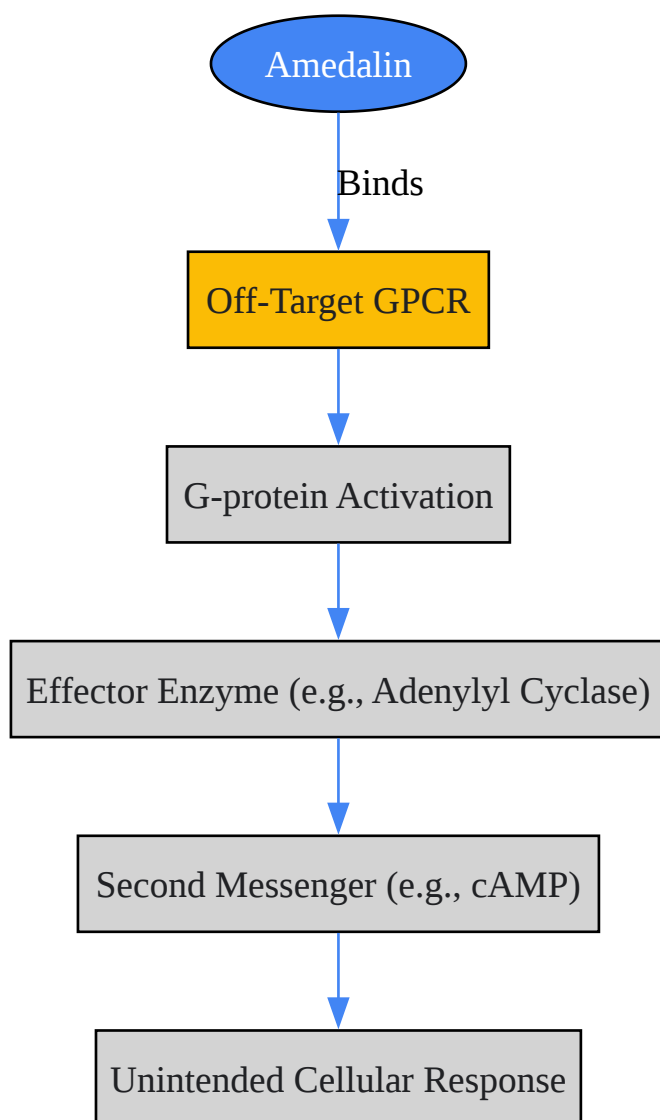 Amedalin
Binds
Off-Target GPCR
G-protein Activation
Effector Enzyme (e.g., Adenylyl Cyclase)
Second Messenger (e.g., cAMP)
Unintended Cellular Response